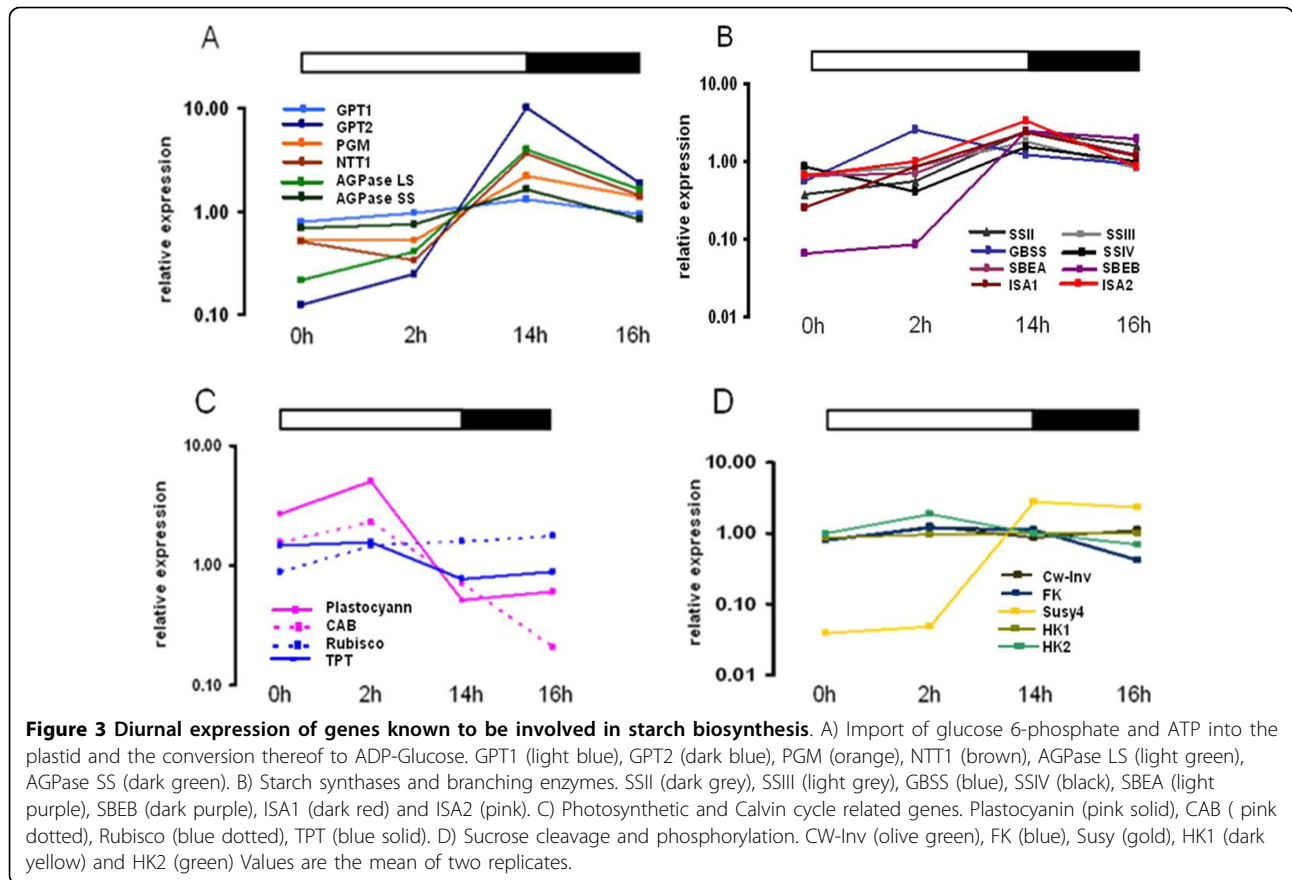 A
relative expression
10.00
1.00
0.10
GPT1
GPT2
PGM
NTT1
AGPase LS
AGPase SS
0h 2h 14h 16h
B
relative expression
10.00
1.00
0.10
0.01
SSII SSIII
GBSS SSIV
SBEA SBEB
ISA1 ISA2
0h 2h 14h 16h
C
relative expression
10.00
1.00
0.10
Plastocyann
CAB
Rubisco
TPT
0h 2h 14h 16h
D
relative expression
10.00
1.00
0.10
0.01
Cw-Inv
FK
Susy4
HK1
HK2
0h 2h 14h 16h
Figure 3 Diurnal expression of genes known to be involved in starch biosynthesis. A) Import of glucose 6-phosphate and ATP into the
plastid and the conversion thereof to ADP-Glucose. GPT1 (light blue), GPT2 (dark blue), PGM (orange), NTT1 (brown), AGPase LS (light green),
AGPase SS (dark green). B) Starch synthases and branching enzymes. SSII (dark grey), SSIII (light grey), GBSS (blue), SSIV (black), SBEA (light
purple), SBEB (dark purple), ISA1 (dark red) and ISA2 (pink). C) Photosynthetic and Calvin cycle related genes. Plastocyanin (pink solid), CAB ( pink
dotted), Rubisco (blue dotted), TPT (blue solid). D) Sucrose cleavage and phosphorylation. CW-Inv (olive green), FK (blue), Susy (gold), HK1 (dark
yellow) and HK2 (green) Values are the mean of two replicates.